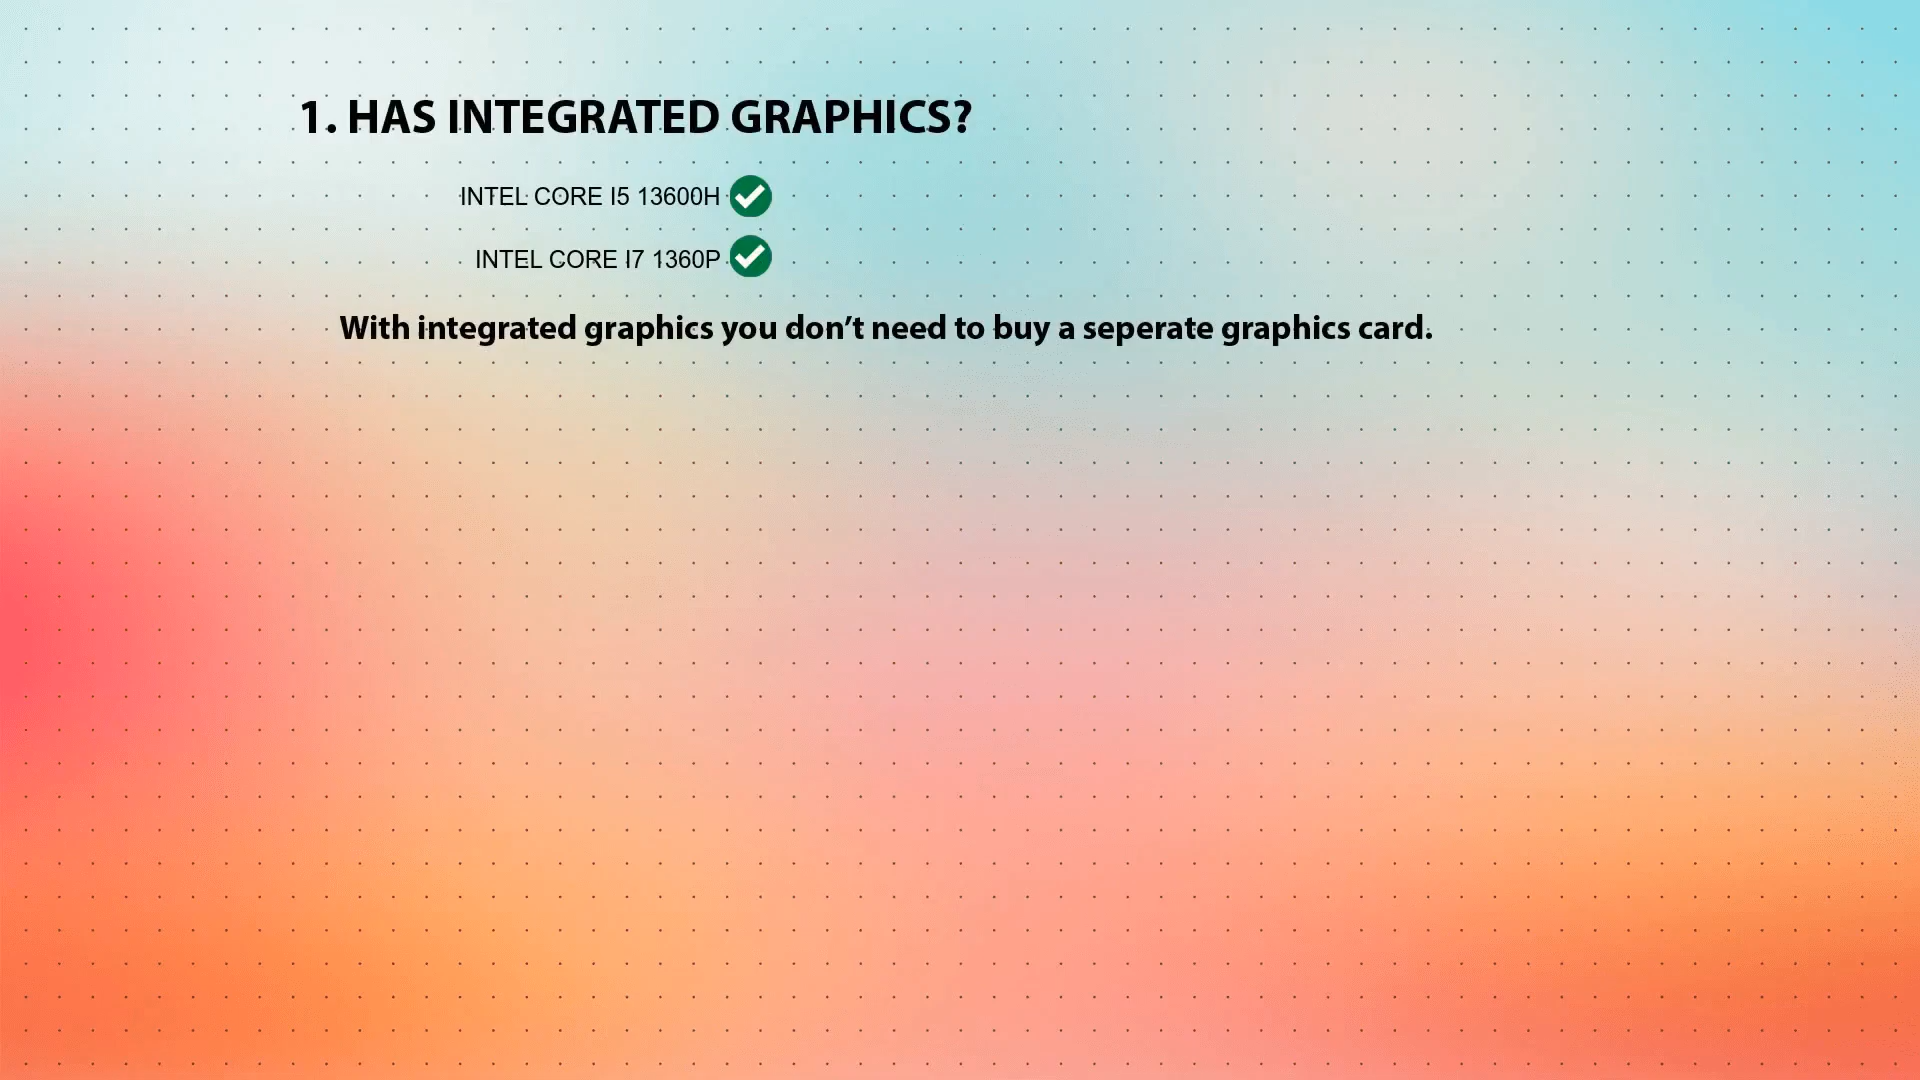 1. HAS INTEGRATED GRAPHICS?
INTEL CORE I5 13600H
INTEL CORE I7 1360P
With integrated graphics you don’t need to buy a seperate graphics card.